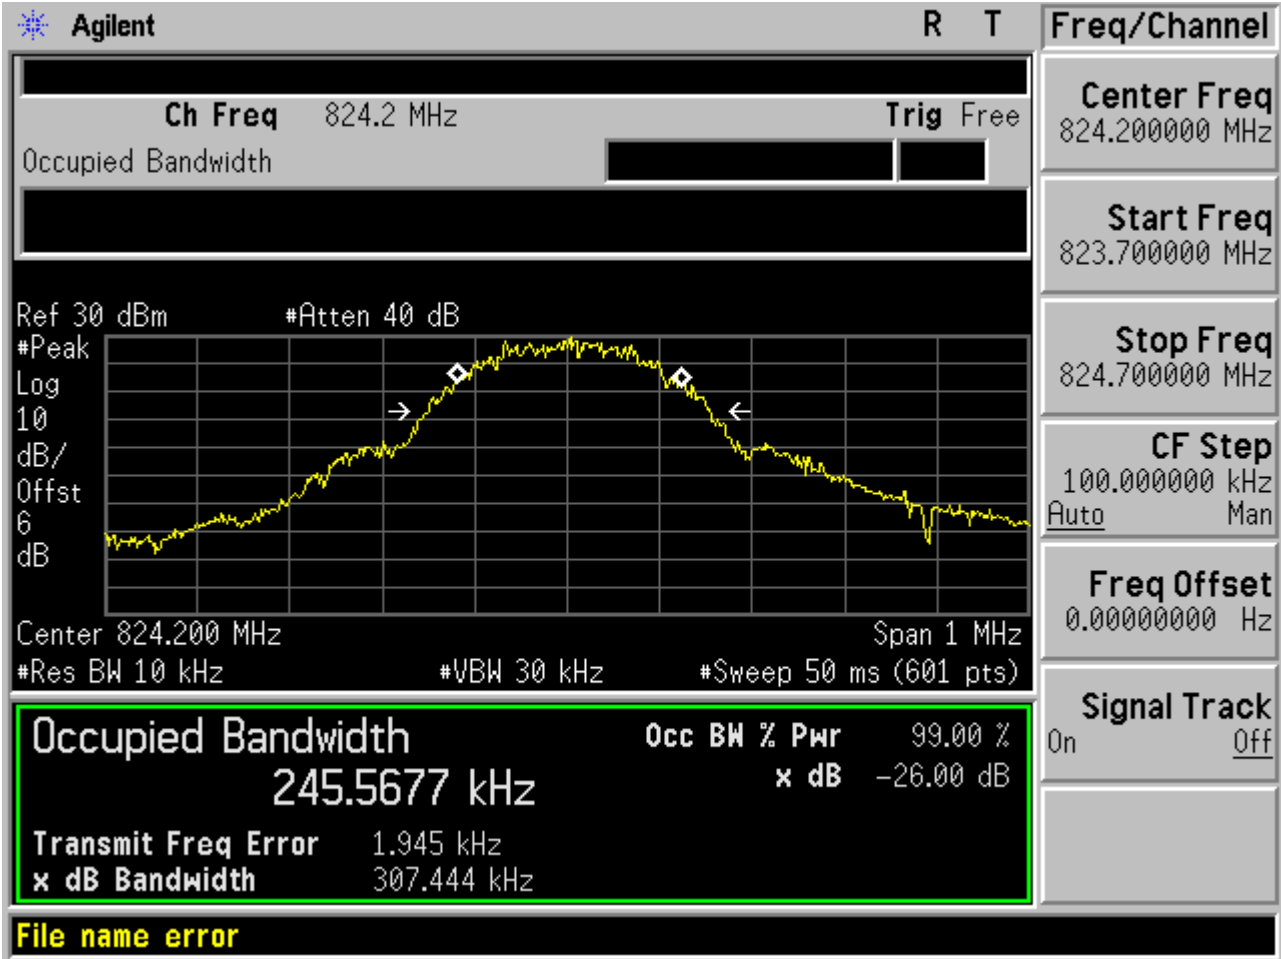 Agilent
R T
Freq/Channel
Ch Freq 824.2 MHz
Trig Free
Occupied Bandwidth
Center Freq
824.200000 MHz
Start Freq
823.700000 MHz
Stop Freq
824.700000 MHz
CF Step
100.000000 kHz
Auto Man
Freq Offset
0.00000000 Hz
Signal Track
On Off
Ref 30 dBm #Atten 40 dB
#Peak
Log
10
dB/
Offst
6
dB
Center 824.200 MHz Span 1 MHz
#Res BW 10 kHz #VBW 30 kHz #Sweep 50 ms (601 pts)
Occupied Bandwidth
245.5677 kHz
Occ BW % Pwr 99.00 %
x dB -26.00 dB
Transmit Freq Error 1.945 kHz
x dB Bandwidth 307.444 kHz
File name error